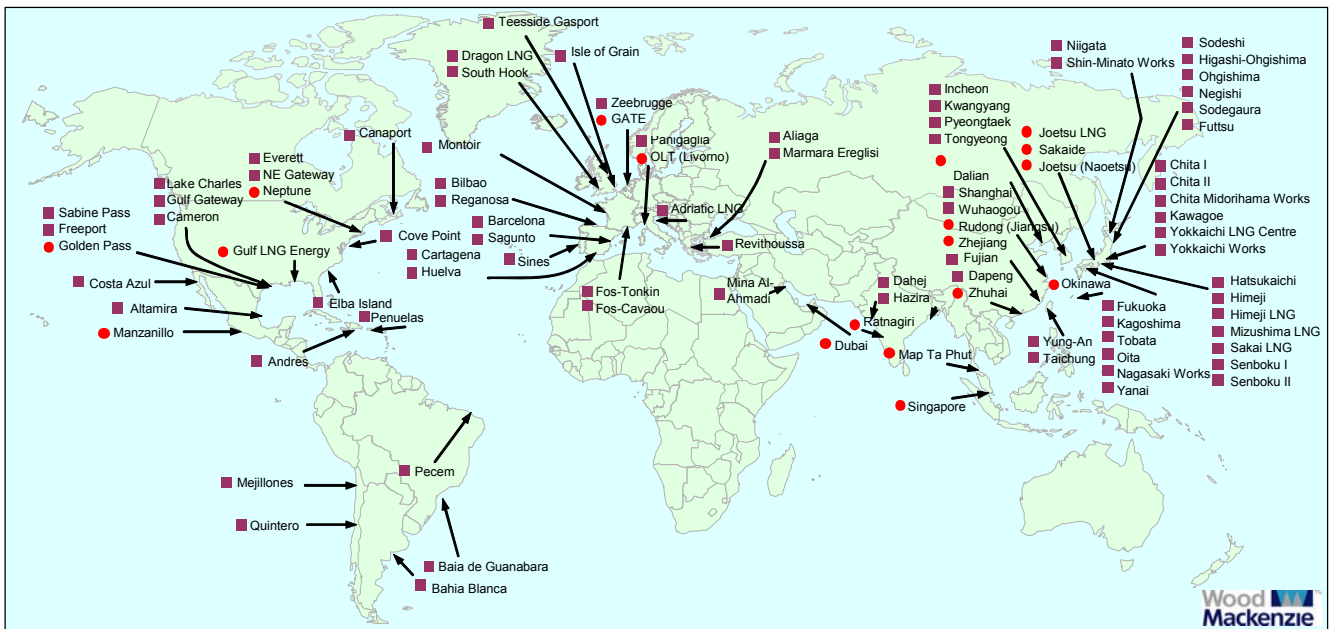 Teesside Gasport
Dragon LNG
South Hook
Isle of Grain
Zeebrugge
GATE
Panigaglia
OLT (Livorno)
Montoir
Canaport
Everett
NE Gateway
Neptune
Lake Charles
Gulf Gateway
Cameron
Sabine Pass
Freeport
Golden Pass
Gulf LNG Energy
Costa Azul
Altamira
Manzanillo
Cove Point
Elba Island
Penuelas
Andres
Bilbao
Reganosa
Barcelona
Sagunto
Cartagena
Huelva
Sines
Fos-Tonkin
Fos-Cavaou
Adriatic LNG
Aliaga
Marmara Ereglisi
Revithoussa
Mina Al-
Ahmadi
Dubai
Dahej
Hazira
Ratnagiri
Map Ta Phut
Singapore
Incheon
Kwangyang
Pyeongtaek
Tongyeong
Dalian
Shanghai
Wuhaogou
Rudong (Jiangsu)
Zhejiang
Fujian
Dapeng
Zhuhai
Joetsu LNG
Sakaide
Joetsu (Naoetsu)
Niigata
Shin-Minato Works
Sodeshi
Higashi-Ohgishima
Ohgishima
Negishi
Sodegaura
Futtsu
Chita I
Chita II
Chita Midorihama Works
Kawagoe
Yokkaichi LNG Centre
Yokkaichi Works
Hatsukaichi
Himeji
Himeji LNG
Mizushima LNG
Sakai LNG
Senboku I
Senboku II
Okinawa
Fukuoka
Kagoshima
Tobata
Oita
Nagasaki Works
Yanai
Yung-An
Taichung
Pecem
Mejillones
Quintero
Baia de Guanabara
Bahia Blanca
Wood
Mackenzie